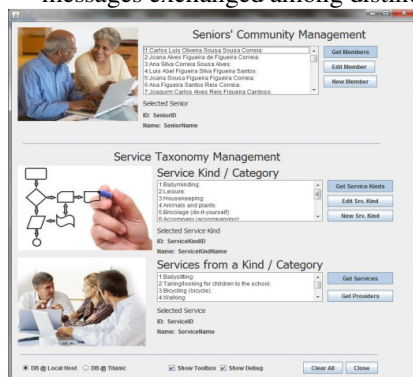 messages exchanged among distin
Seniors' Community Management
1:Carlos Luis Oliveira Sousa Sousa Correia:
2:Joana Alves Figueira de Figueira Correia:
3:Ana Silva Correia Sousa Alves:
4:Luis Abel Figueira Silva Figueira Santos:
5:Joana Sousa Figueira Figueira Correia:
6:Ana Figueira Santos Reis Correia:
7:Joaquim Carlos Alves Reis Figueira Cardoso:
Get Members
Edit Member
New Member
Selected Senior
ID: SeniorID
Name: SeniorName
Service Taxonomy Management
Service Kind / Category
1:Babyminding:
2:Leisure:
3:Housekeeping:
4:Animals and plants:
5:Bricolage (do-it-yourself):
6:Accompany (accompanying):
Get Service Kinds
Edit Srv. Kind
New Srv. Kind
Selected Service Kind
ID: ServiceKindID
Name: ServiceKindName
Services from a Kind / Category
1:Babysitting:
2:Taking/looking for children to the school:
3:Bicycling (bicycle):
4:Walking:
Get Services
Get Providers
Selected Service
ID: ServiceID
Name: ServiceName
DB @ Local Host DB @ Titanic Show Toolbox Show Debug Clear All Close